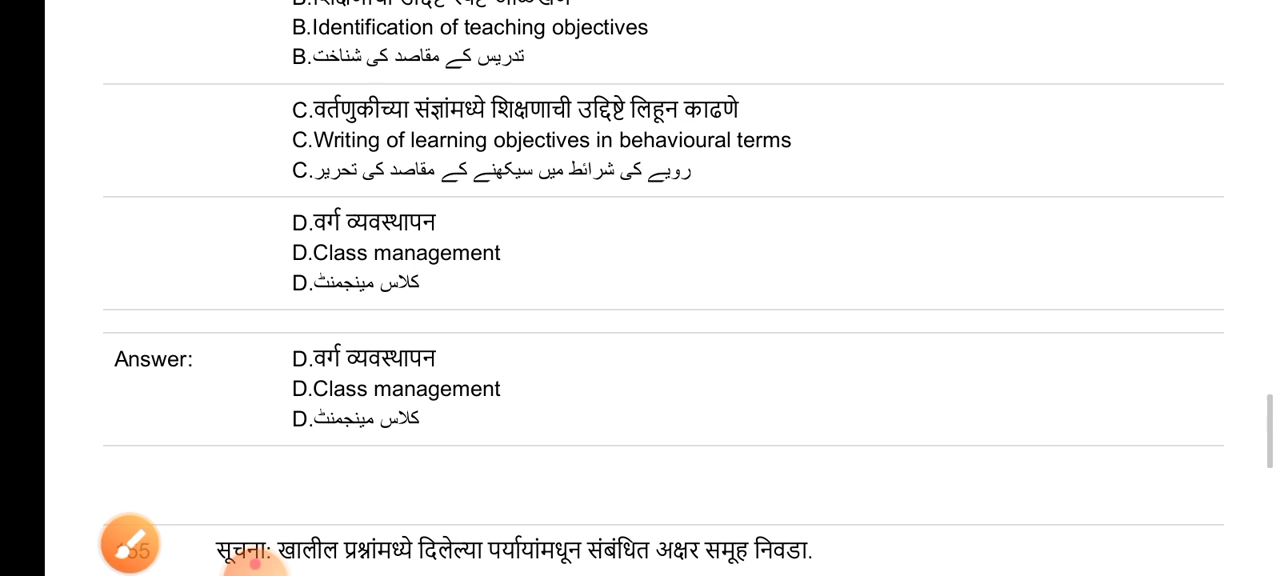 B.Identification of teaching objectives
B.تدریس کے مقاصد کی شناخت
C.वर्तणुकीच्या संज्ञांमध्ये शिक्षणाची उद्दिष्टे लिहून काढणे
C.Writing of learning objectives in behavioural terms
C.رویے کی شرائط میں سیکھنے کے مقاصد کی تحریر
D.वर्ग व्यवस्थापन
D.Class management
D.کلاس مینجمنٹ
Answer:
D.वर्ग व्यवस्थापन
D.Class management
D.کلاس مینجمنٹ
सूचना: खालील प्रश्नांमध्ये दिलेल्या पर्यायांमधून संबंधित अक्षर समूह निवडा.